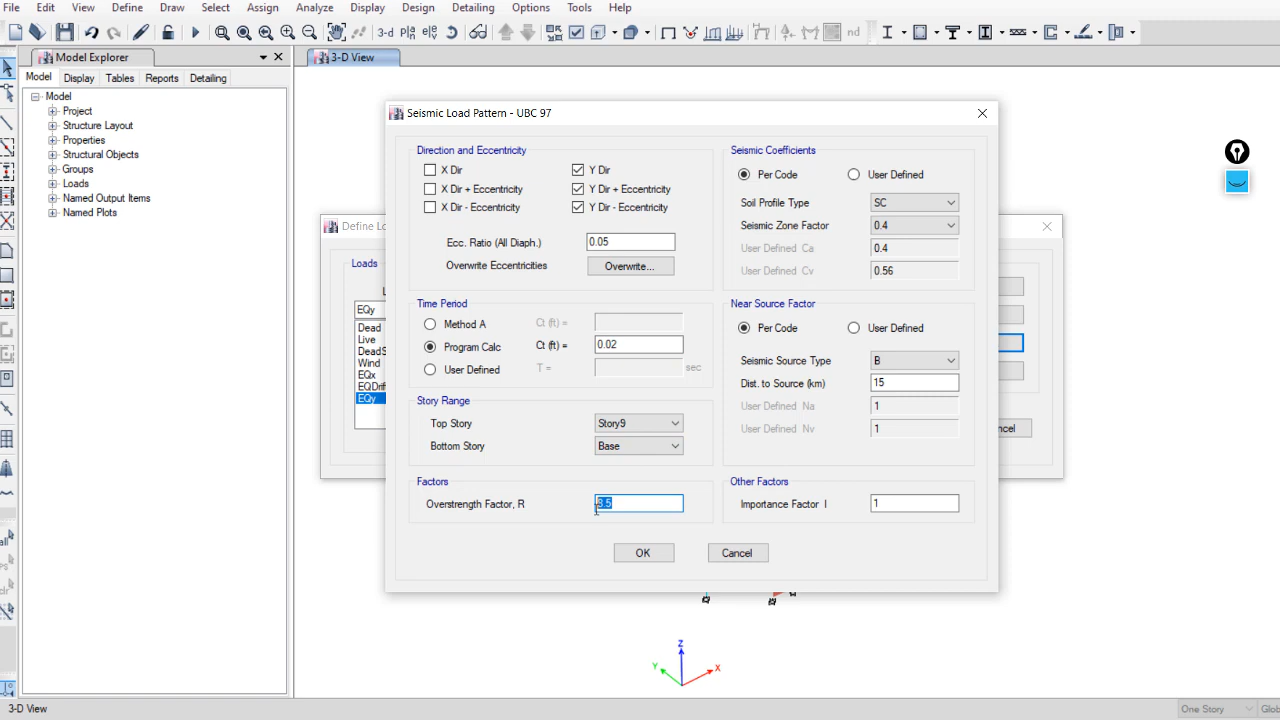 File Edit View Define Draw Select Assign Analyze Display Design Detailing Options Tools Help
3-d
nd
Model Explorer
3-D View
Model Display Tables Reports Detailing
Model
Project
Structure Layout
Properties
Structural Objects
Groups
Loads
Named Output Items
Named Plots
Define Lo
Loads
EQy
Dead
Live
DeadS
Wind
EQx
EQDrif
EQy
ncel
Seismic Load Pattern - UBC 97
Direction and Eccentricity
X Dir Y Dir
X Dir + Eccentricity Y Dir + Eccentricity
X Dir - Eccentricity Y Dir - Eccentricity
Ecc. Ratio (All Diaph.) 0.05
Overwrite Eccentricities Overwrite...
Time Period
Method A Ct (ft) =
Program Calc Ct (ft) = 0.02
User Defined T = sec
Story Range
Top Story Story9
Bottom Story Base
Factors
Overstrength Factor, R 8.5
Seismic Coefficients
Per Code User Defined
Soil Profile Type SC
Seismic Zone Factor 0.4
User Defined Ca 0.4
User Defined Cv 0.56
Near Source Factor
Per Code User Defined
Seismic Source Type B
Dist. to Source (km) 15
User Defined Na 1
User Defined Nv 1
Other Factors
Importance Factor I 1
OK Cancel
Z
Y X
3-D View One Story Glob